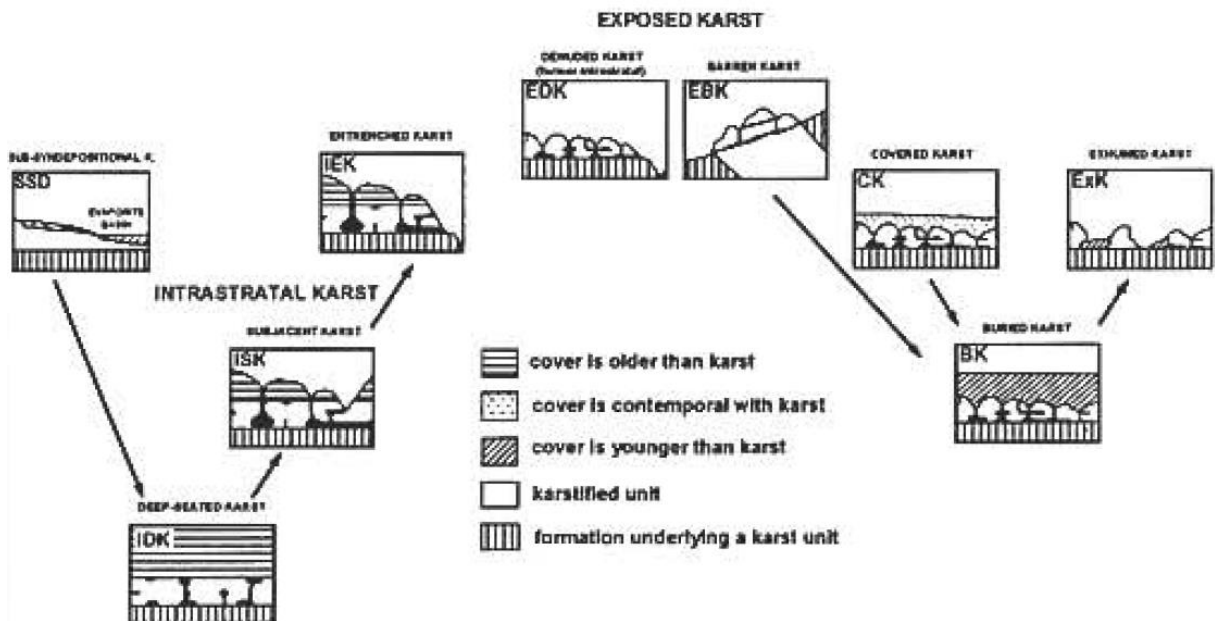 EXPOSED KARST
DENUDED KARST
(former intrastratal)
EDK
BARREN KARST
EBK
ENTRENCHED KARST
IEK
SUB-SYNDEPOSITIONAL K.
SSD
EVAPORITE
BASIN
COVERED KARST
CK
EXHUMED KARST
ExK
INTRASTRATAL KARST
SUBJACENT KARST
ISK
BURIED KARST
BK
DEEP-SEATED KARST
IDK
cover is older than karst
cover is contemporal with karst
cover is younger than karst
karstified unit
formation underlying a karst unit